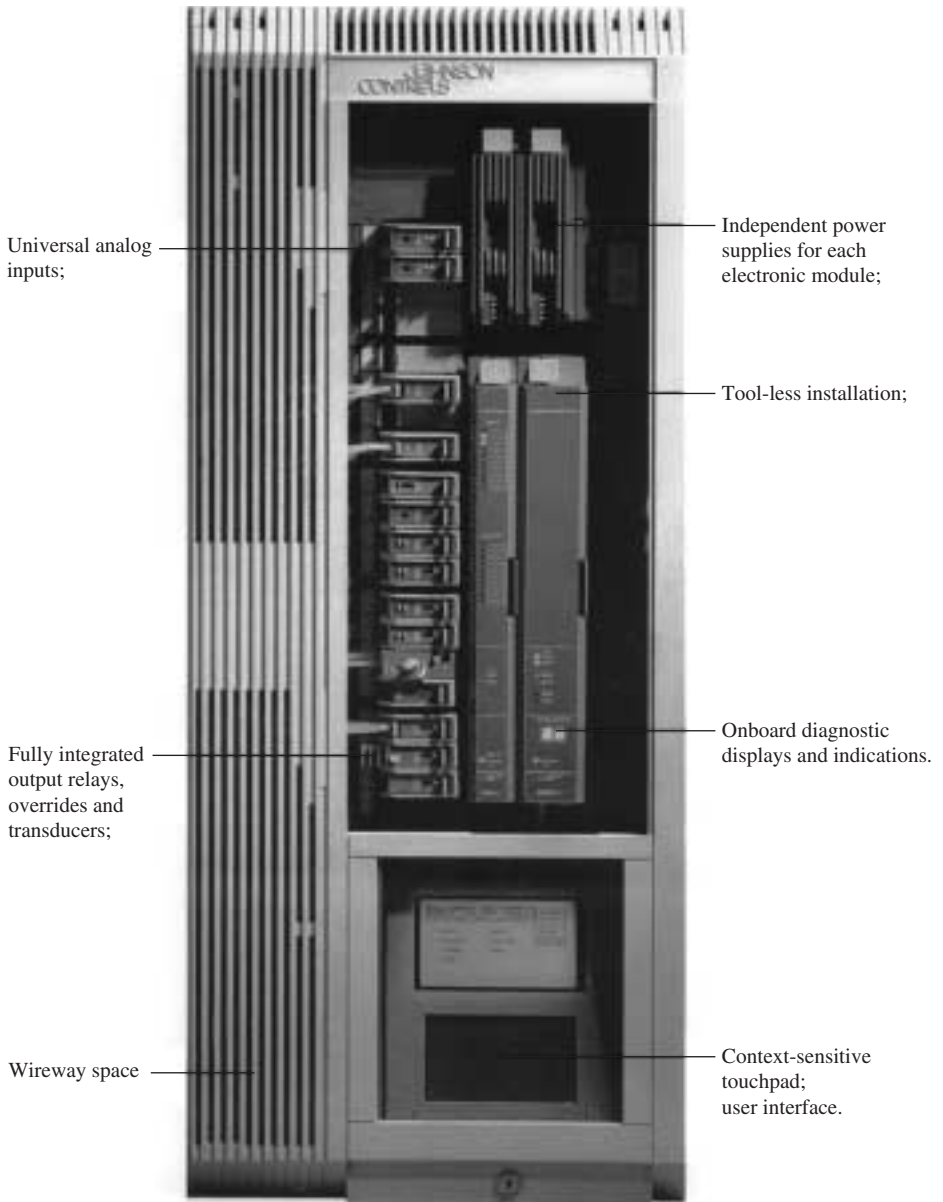 JOHNSON
CONTROLS
Universal analog
inputs;
Independent power
supplies for each
electronic module;
Tool-less installation;
Fully integrated
output relays,
overrides and
transducers;
Onboard diagnostic
displays and indications.
Wireway space
Context-sensitive
touchpad;
user interface.